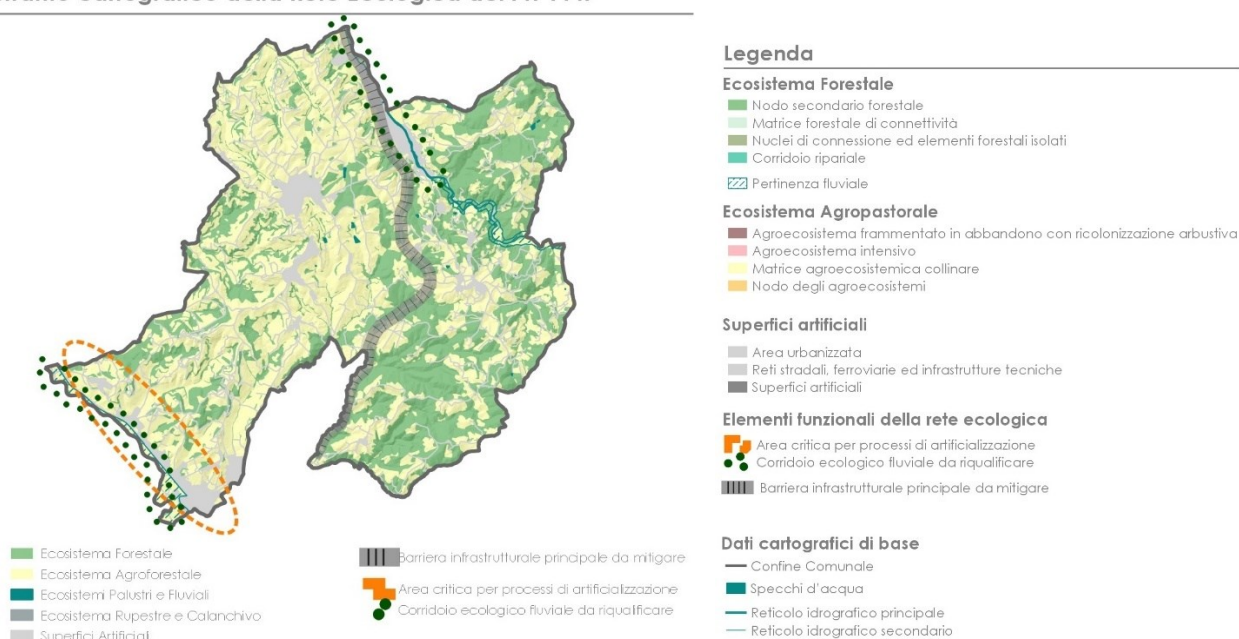 Legenda
Ecosistema Forestale
Nodo secondario forestale
Matrice forestale di connettività
Nuclei di connessione ed elementi forestali isolati
Corridoio ripariale
Pertinenza fluviale
Ecosistema Agropastorale
Agroecosistema frammentato in abbandono con ricolonizzazione arbustiva
Agroecosistema intensivo
Matrice agroecosistemica collinare
Nodo degli agroecosistemi
Superfici artificiali
Area urbanizzata
Reti stradali, ferroviarie ed infrastrutture tecniche
Superfici artificiali
Elementi funzionali della rete ecologica
Area critica per processi di artificializzazione
Corridoio ecologico fluviale da riqualificare
Barriera infrastrutturale principale da mitigare
Dati cartografici di base
Confine Comunale
Specchi d'acqua
Reticolo idrografico principale
Reticolo idrografico secondario
Ecosistema Forestale
Ecosistema Agroforestale
Ecosistemi Palustri e Fluviali
Ecosistema Rupestre e Calanchivo
Superfici Artificiali
Barriera infrastrutturale principale da mitigare
Area critica per processi di artificializzazione
Corridoio ecologico fluviale da riqualificare